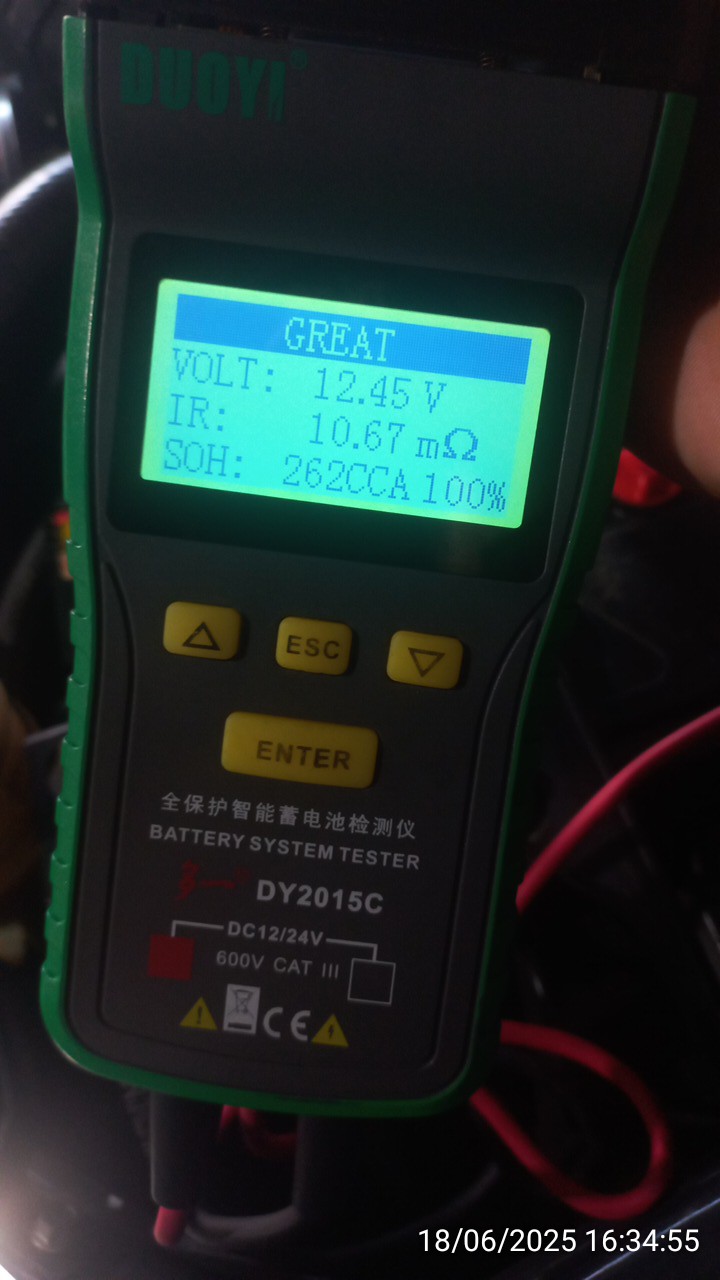 DUOYI®
GREAT
VOLT: 12.45 V
IR: 10.67 mΩ
SOH: 262CCA 100%
ESC
ENTER
全保护智能蓄电池检测仪
BATTERY SYSTEM TESTER
多一® DY2015C
DC12/24V
600V CAT III
CE
18/06/2025 16:34:55